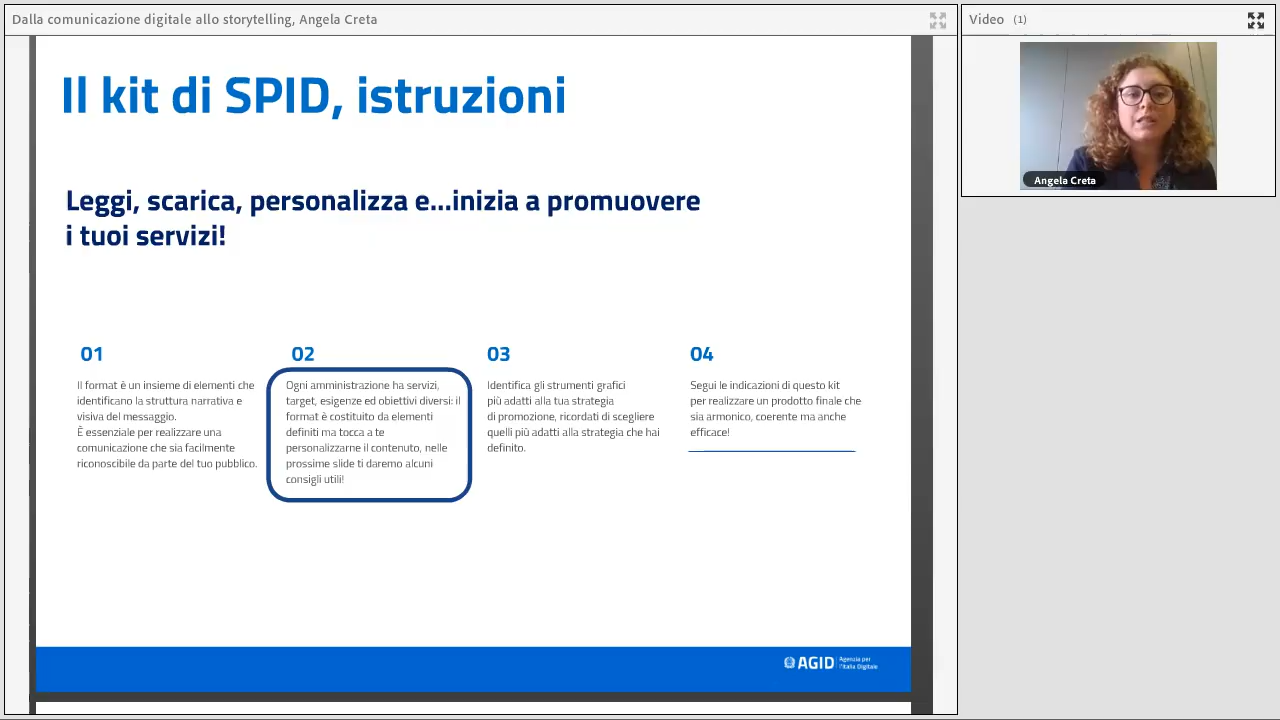 Dalla comunicazione digitale allo storytelling, Angela Creta
Video (1)
Angela Creta
Il kit di SPID, istruzioni
Leggi, scarica, personalizza e...inizia a promuovere
i tuoi servizi!
01
Il format è un insieme di elementi che
identificano la struttura narrativa e
visiva del messaggio.
È essenziale per realizzare una
comunicazione che sia facilmente
riconoscibile da parte del tuo pubblico.
02
Ogni amministrazione ha servizi,
target, esigenze ed obiettivi diversi: il
format è costituito da elementi
definiti ma tocca a te
personalizzarne il contenuto, nelle
prossime slide ti daremo alcuni
consigli utili!
03
Identifica gli strumenti grafici
più adatti alla tua strategia
di promozione, ricordati di scegliere
quelli più adatti alla strategia che hai
definito.
04
Segui le indicazioni di questo kit
per realizzare un prodotto finale che
sia armonico, coerente ma anche
efficace!
AGID
Agenzia per
l'Italia Digitale